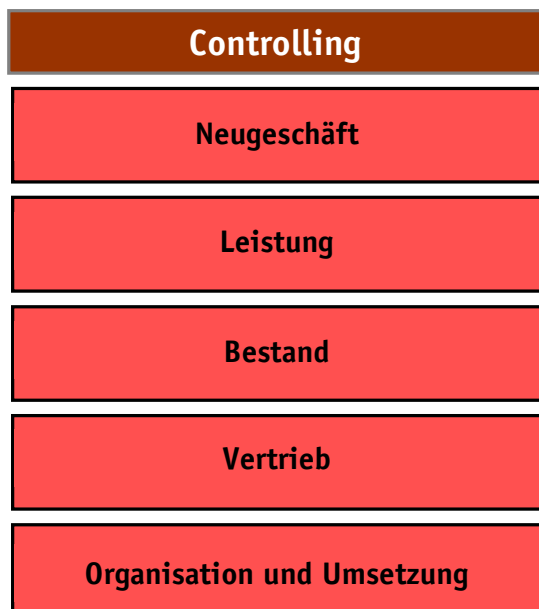 Controlling
Neugeschäft
Leistung
Bestand
Vertrieb
Organisation und Umsetzung